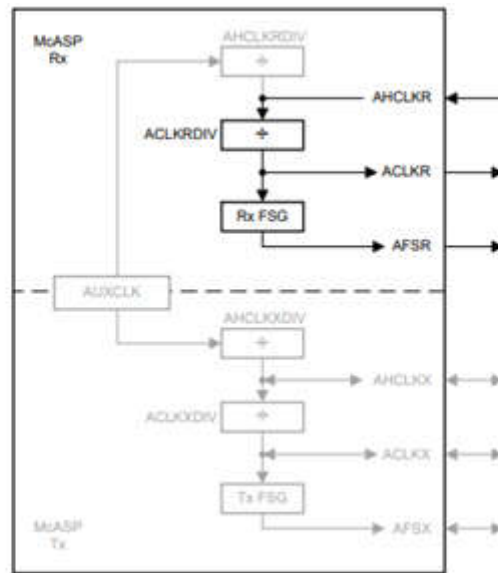 McASP
Rx
AHCLKRDIV
÷
AHCLKR
ACLKRDIV
÷
ACLKR
Rx FSG
AFSR
AUXCLK
AHCLKXDIV
÷
AHCLKX
ACLKXDIV
÷
ACLKX
Tx FSG
McASP
Tx
AFSX